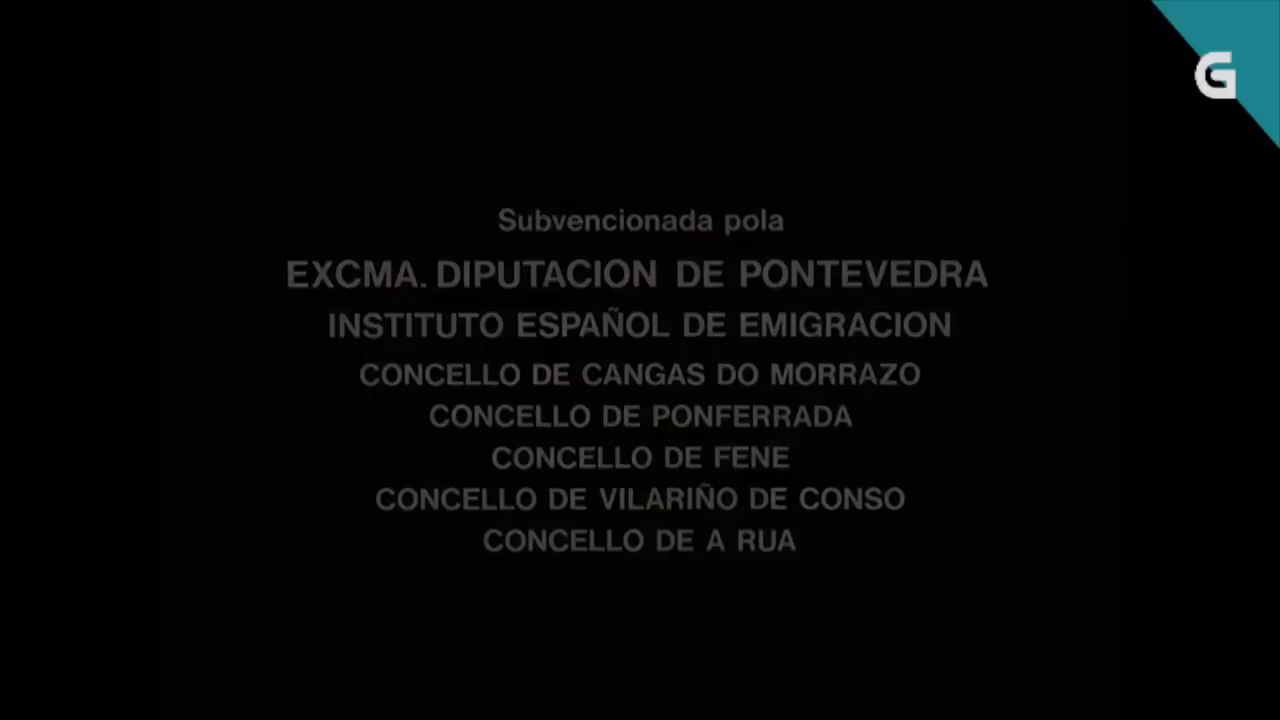 G
Subvencionada pola
EXCMA. DIPUTACION DE PONTEVEDRA
INSTITUTO ESPAÑOL DE EMIGRACION
CONCELLO DE CANGAS DO MORRAZO
CONCELLO DE PONFERRADA
CONCELLO DE FENE
CONCELLO DE VILARIÑO DE CONSO
CONCELLO DE A RUA